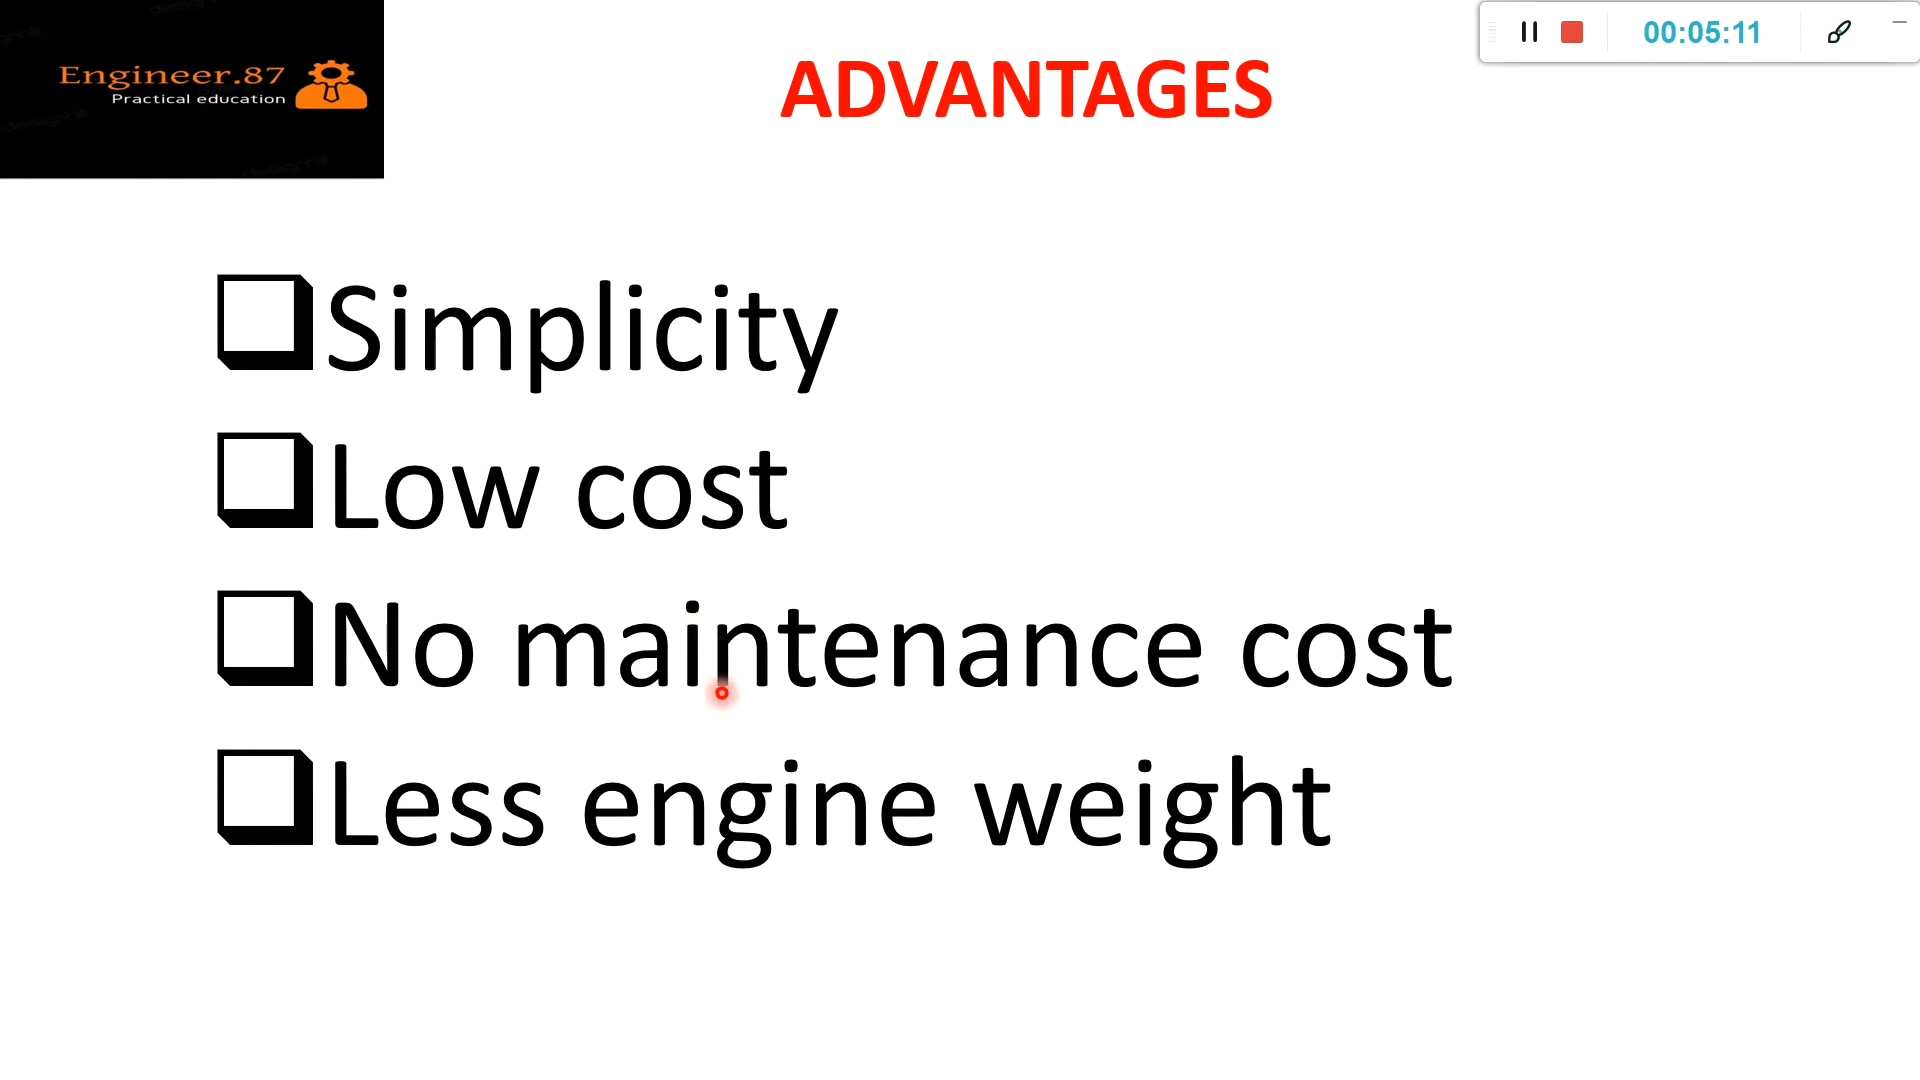 Engineer.87
Practical education
00:05:11
ADVANTAGES
Simplicity
Low cost
No maintenance cost
Less engine weight